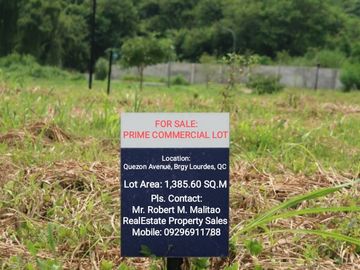 FOR SALE:
PRIME COMMERCIAL LOT
Location:
Quezon Avenue, Brgy Lourdes, QC
Lot Area: 1,385.60 SQ.M
Pls. Contact:
Mr. Robert M. Malitao
RealEstate Property Sales
Mobile: 09296911788